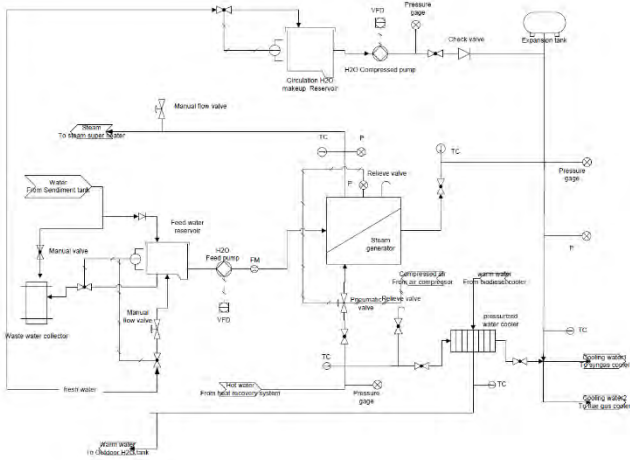 VFD
Pressure
gage
Check valve
Expansion tank
H2O Compressed pump
Circulation H2O
makeup Reservoir
Manual flow valve
Steam
To steam super heater
TC
P
TC
Relieve valve
Pressure
gage
Water
From Sendiment tank
P
Feed water
reservoir
H2O
Feed pump
FM
Manual valve
Steam
generator
P
Compressed air
From air compressor
warm water
From biodiesel cooler
Pneumatic
valve
Relieve valve
Manual
flow valve
VFD
pressurized
water cooler
Waste water collector
TC
TC
Cooling water1
To syngas cooler
fresh water
Hot water
From heat recovery system
Pressure
gage
TC
Cooling water2
To flar gas cooler
Warm water
To Outdoor H2O tank